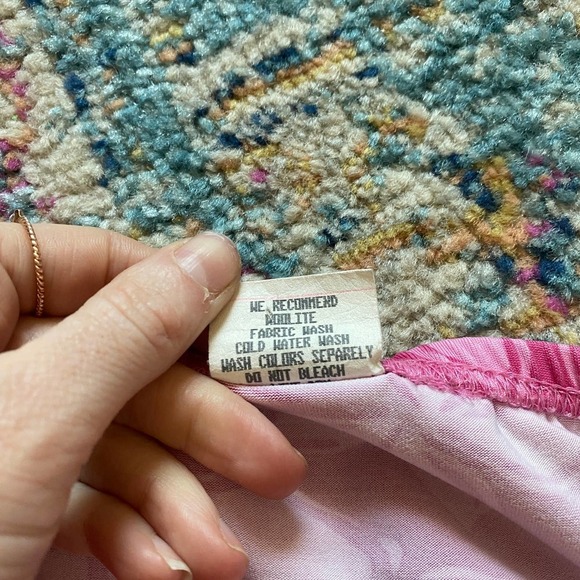 WE RECOMMEND
WOOLITE
FABRIC WASH
COLD WATER WASH
WASH COLORS SEPARELY
DO NOT BLEACH